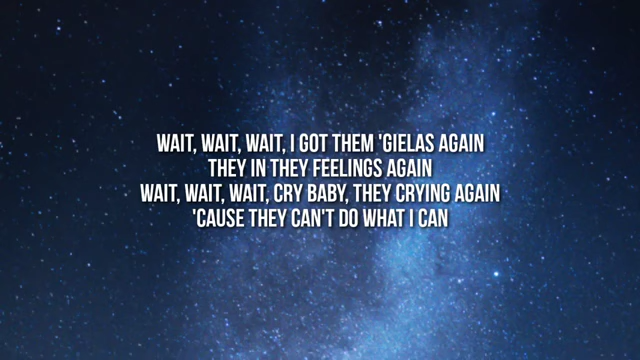 WAIT, WAIT, WAIT, I GOT THEM 'GIELAS AGAIN
THEY IN THEY FEELINGS AGAIN
WAIT, WAIT, WAIT, CRY BABY, THEY CRYING AGAIN
'CAUSE THEY CAN'T DO WHAT I CAN